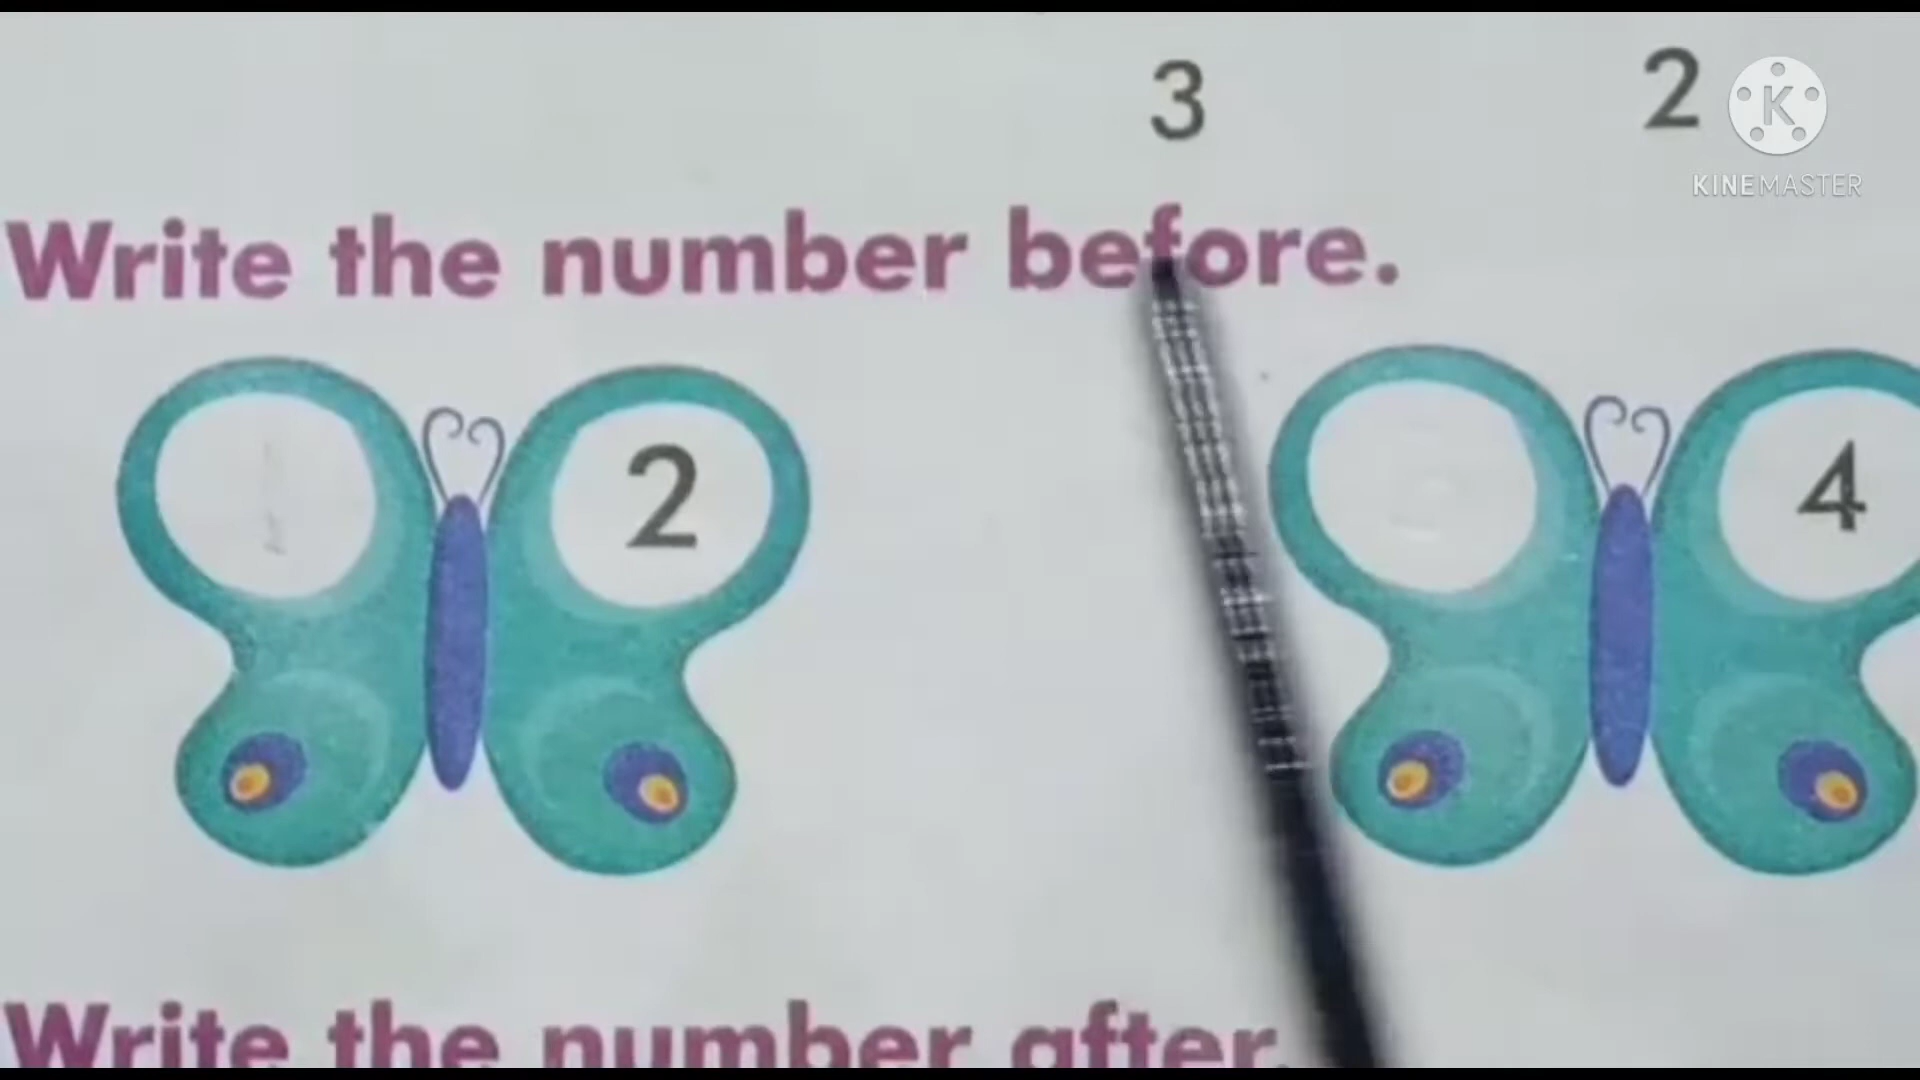 3 2
KINEMASTER
Write the number before.
2 4
Write the number after.